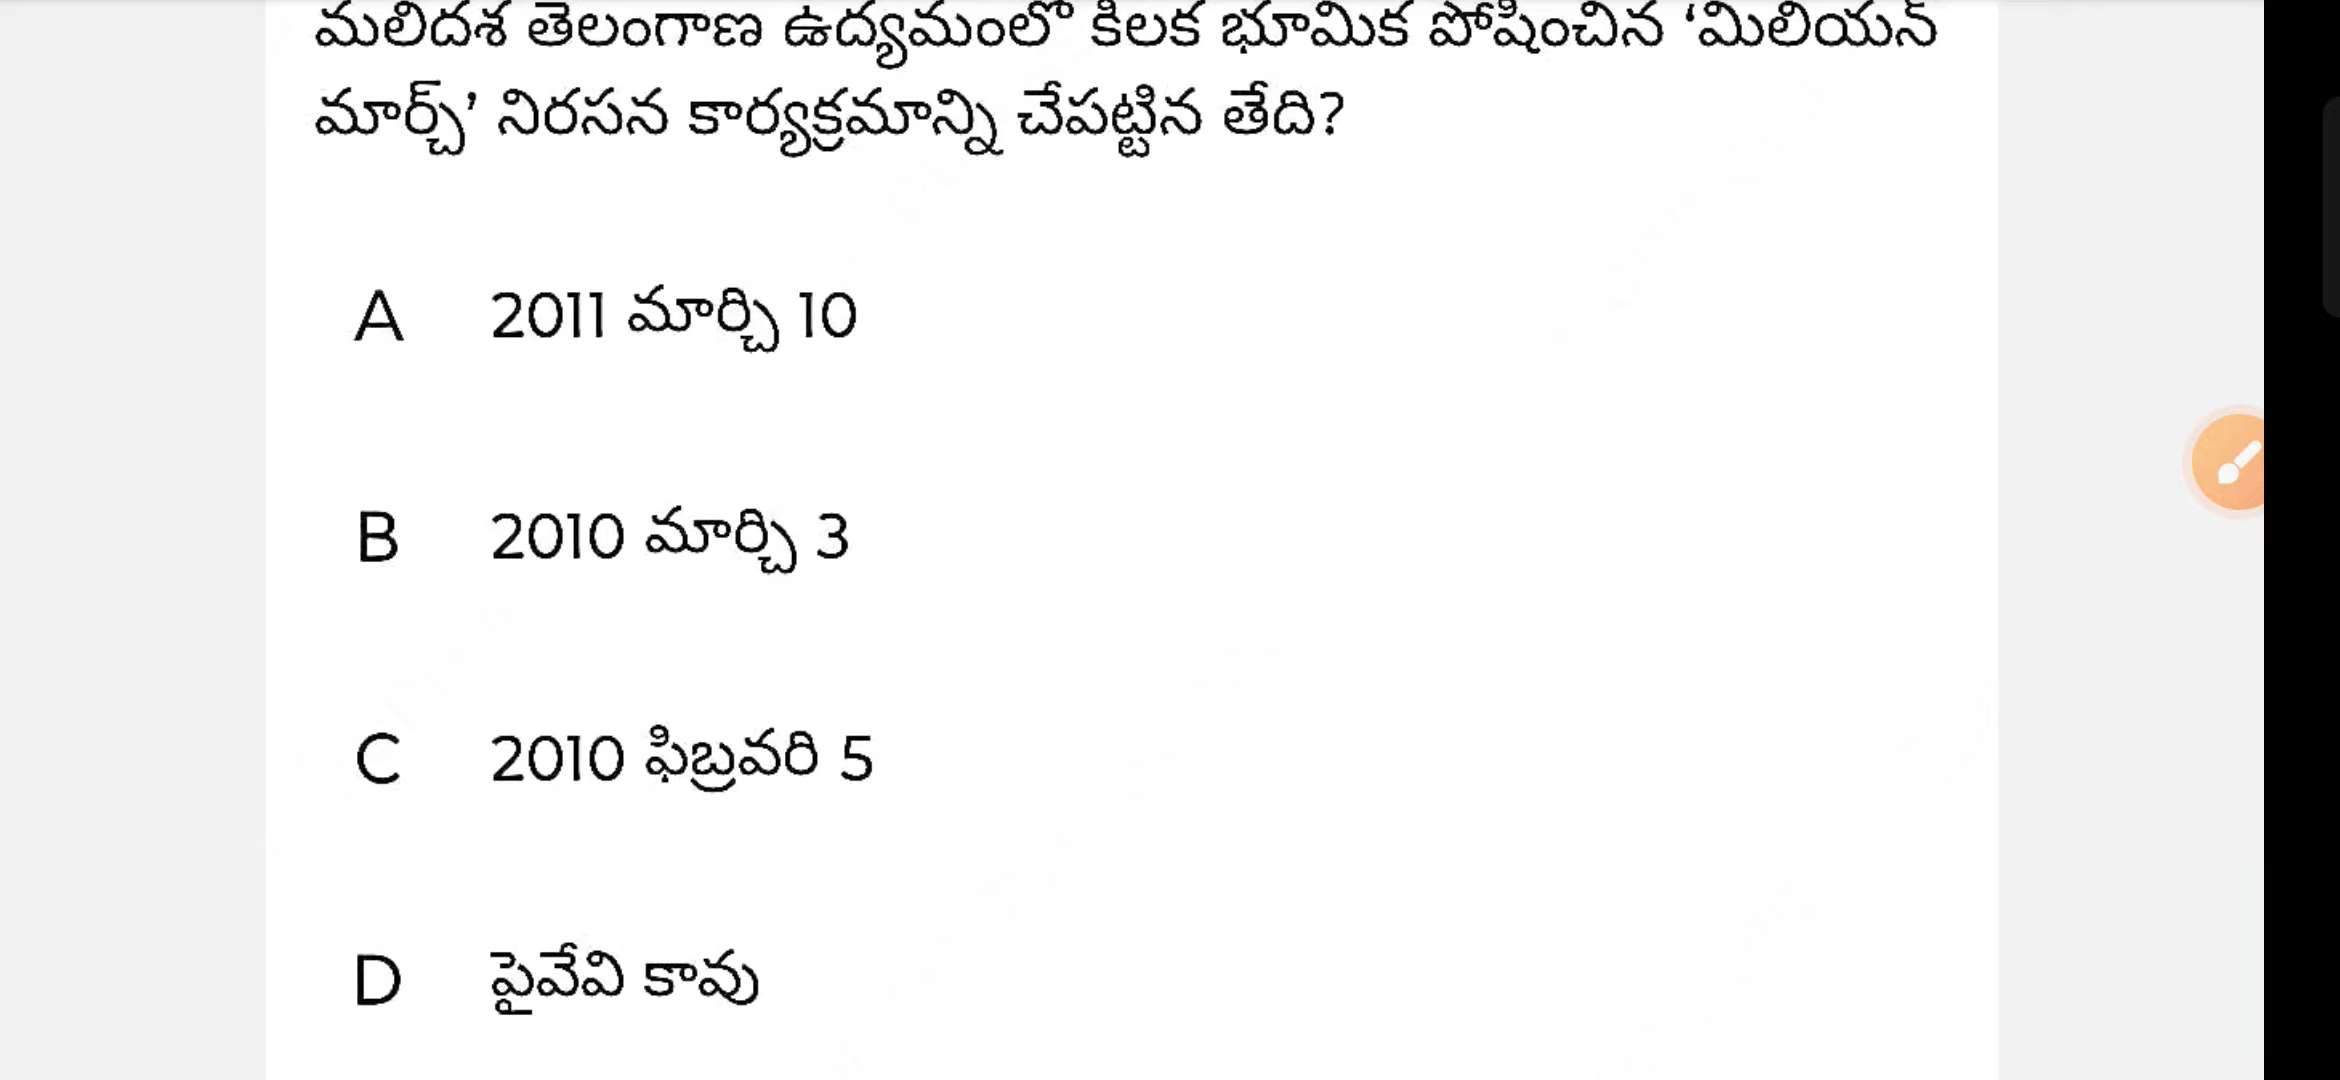 మలిదశ తెలంగాణ ఉద్యమంలో కీలక భూమిక పోషించిన ‘మిలియన్
మార్చ్’ నిరసన కార్యక్రమాన్ని చేపట్టిన తేది?
A 2011 మార్చి 10
B 2010 మార్చి 3
C 2010 ఫిబ్రవరి 5
D పైవేవి కావు